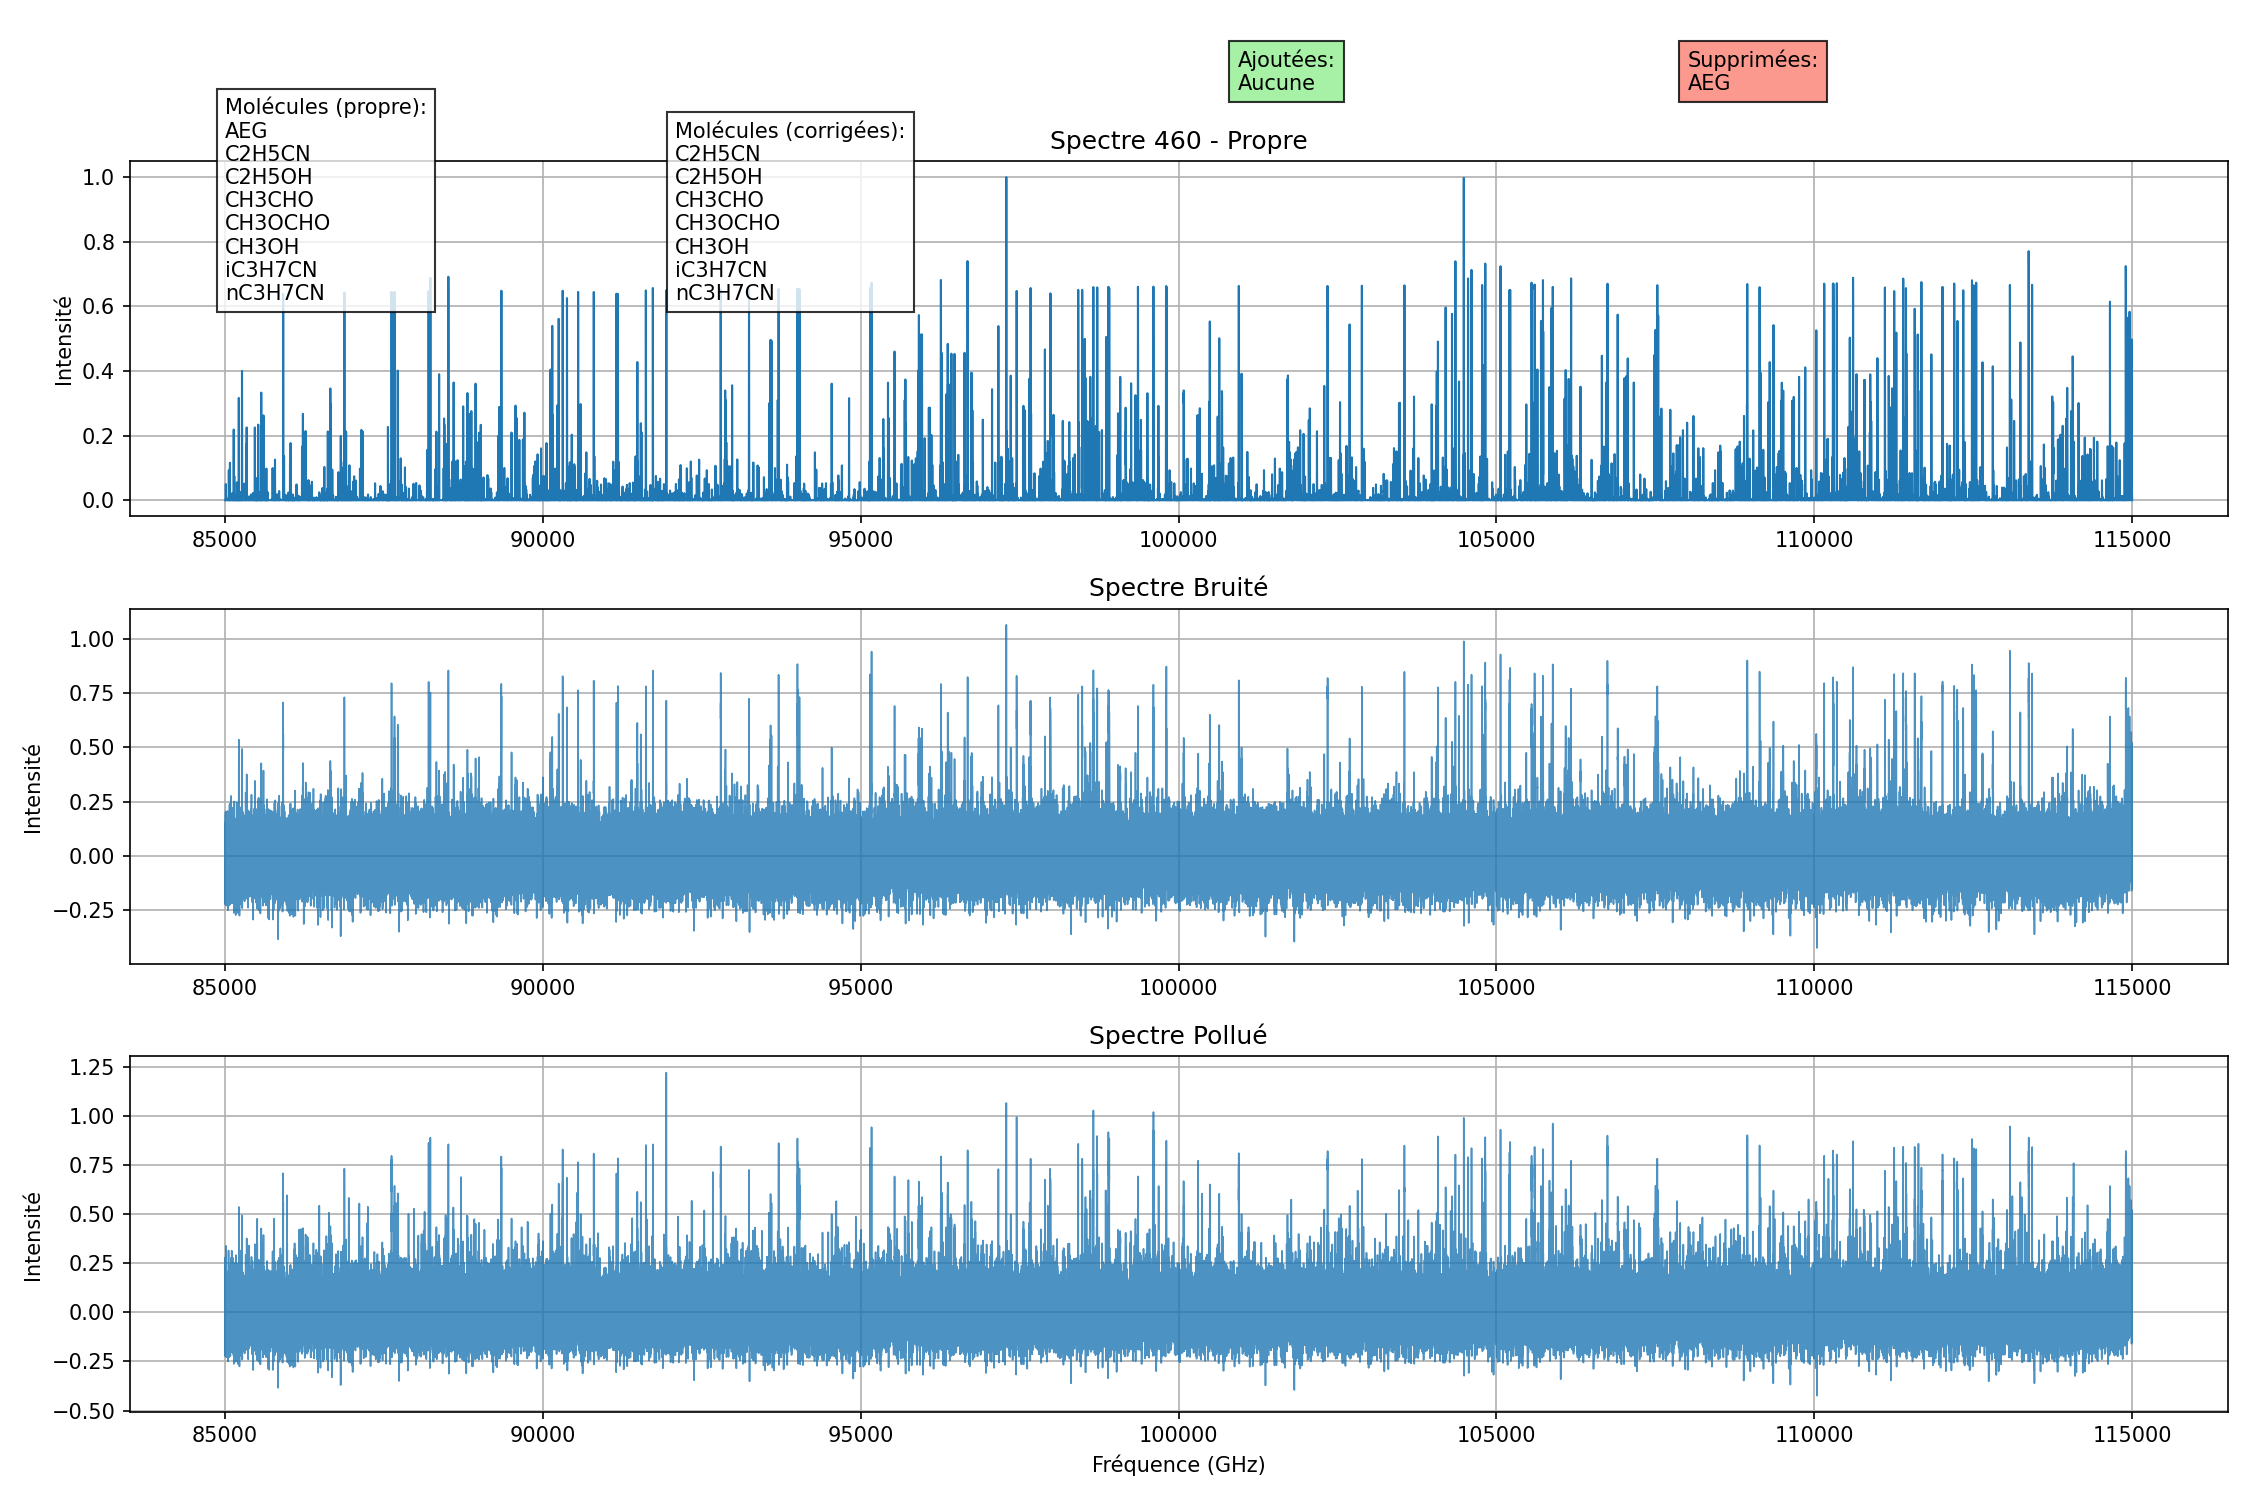 Ajoutées:
Aucune
Supprimées:
AEG
Molécules (propre):
AEG
C2H5CN
C2H5OH
CH3CHO
CH3OCHO
CH3OH
iC3H7CN
nC3H7CN
Molécules (corrigées):
C2H5CN
C2H5OH
CH3CHO
CH3OCHO
CH3OH
iC3H7CN
nC3H7CN
Spectre 460 - Propre
Intensité
1.0
0.8
0.6
0.4
0.2
0.0
85000 90000 95000 100000 105000 110000 115000
Spectre Bruité
Intensité
1.00
0.75
0.50
0.25
0.00
−0.25
85000 90000 95000 100000 105000 110000 115000
Spectre Pollué
Intensité
1.25
1.00
0.75
0.50
0.25
0.00
−0.25
−0.50
85000 90000 95000 100000 105000 110000 115000
Fréquence (GHz)